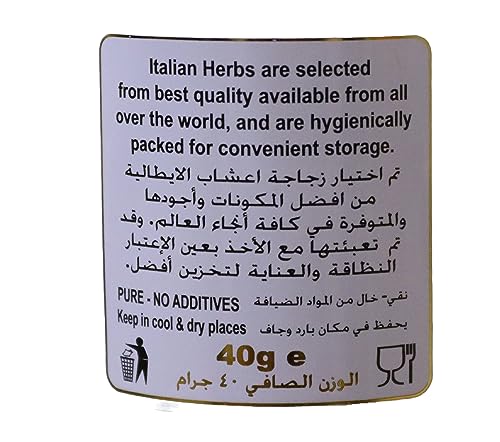 Italian Herbs are selected
from best quality available from all
over the world, and are hygienically
packed for convenient storage.
تم اختيار زجاجة اعشاب الايطالية
من افضل المكونات وأجودها
والمتوفرة في كافة أنحاء العالم. وقد
تم تعبئتها مع الأخذ بعين الإعتبار
النظافة والعناية لتخزين أفضل.
PURE - NO ADDITIVES نقي- خال من المواد الضيافة
Keep in cool & dry places يحفظ في مكان بارد وجاف
40g e
الوزن الصافي ٤٠ جرام